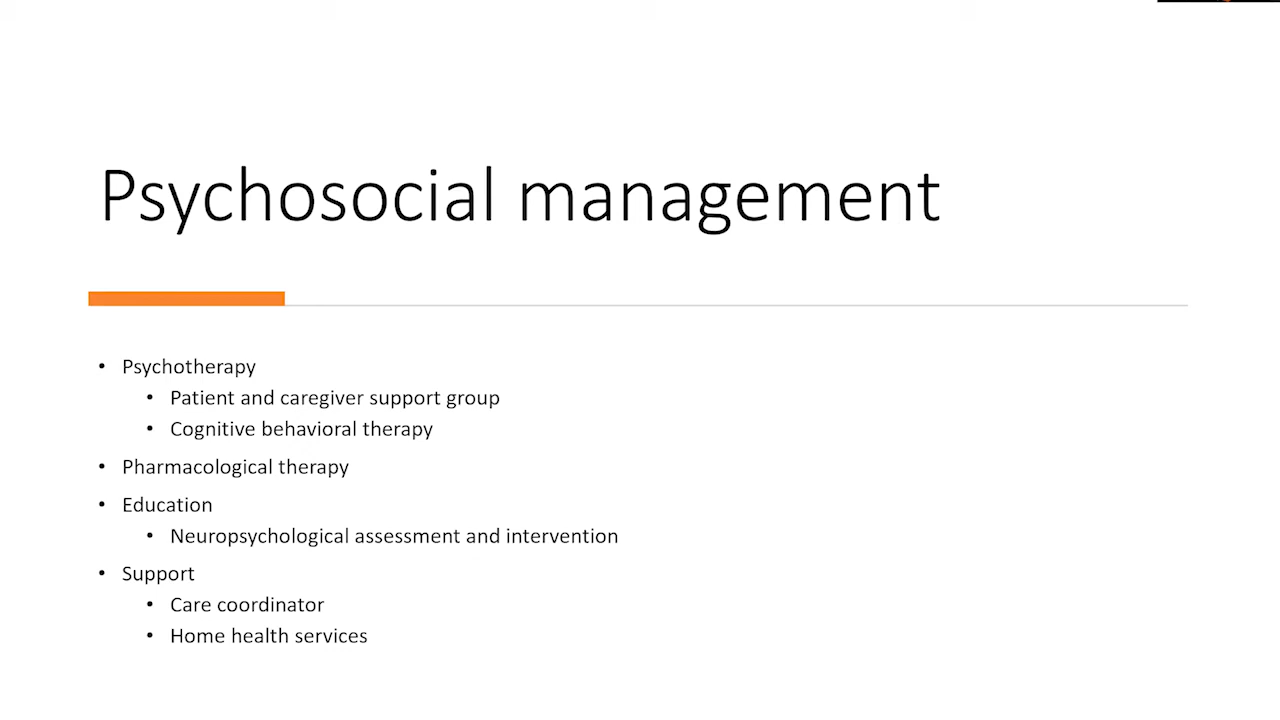 Psychosocial management
• Psychotherapy
• Patient and caregiver support group
• Cognitive behavioral therapy
• Pharmacological therapy
• Education
• Neuropsychological assessment and intervention
• Support
• Care coordinator
• Home health services